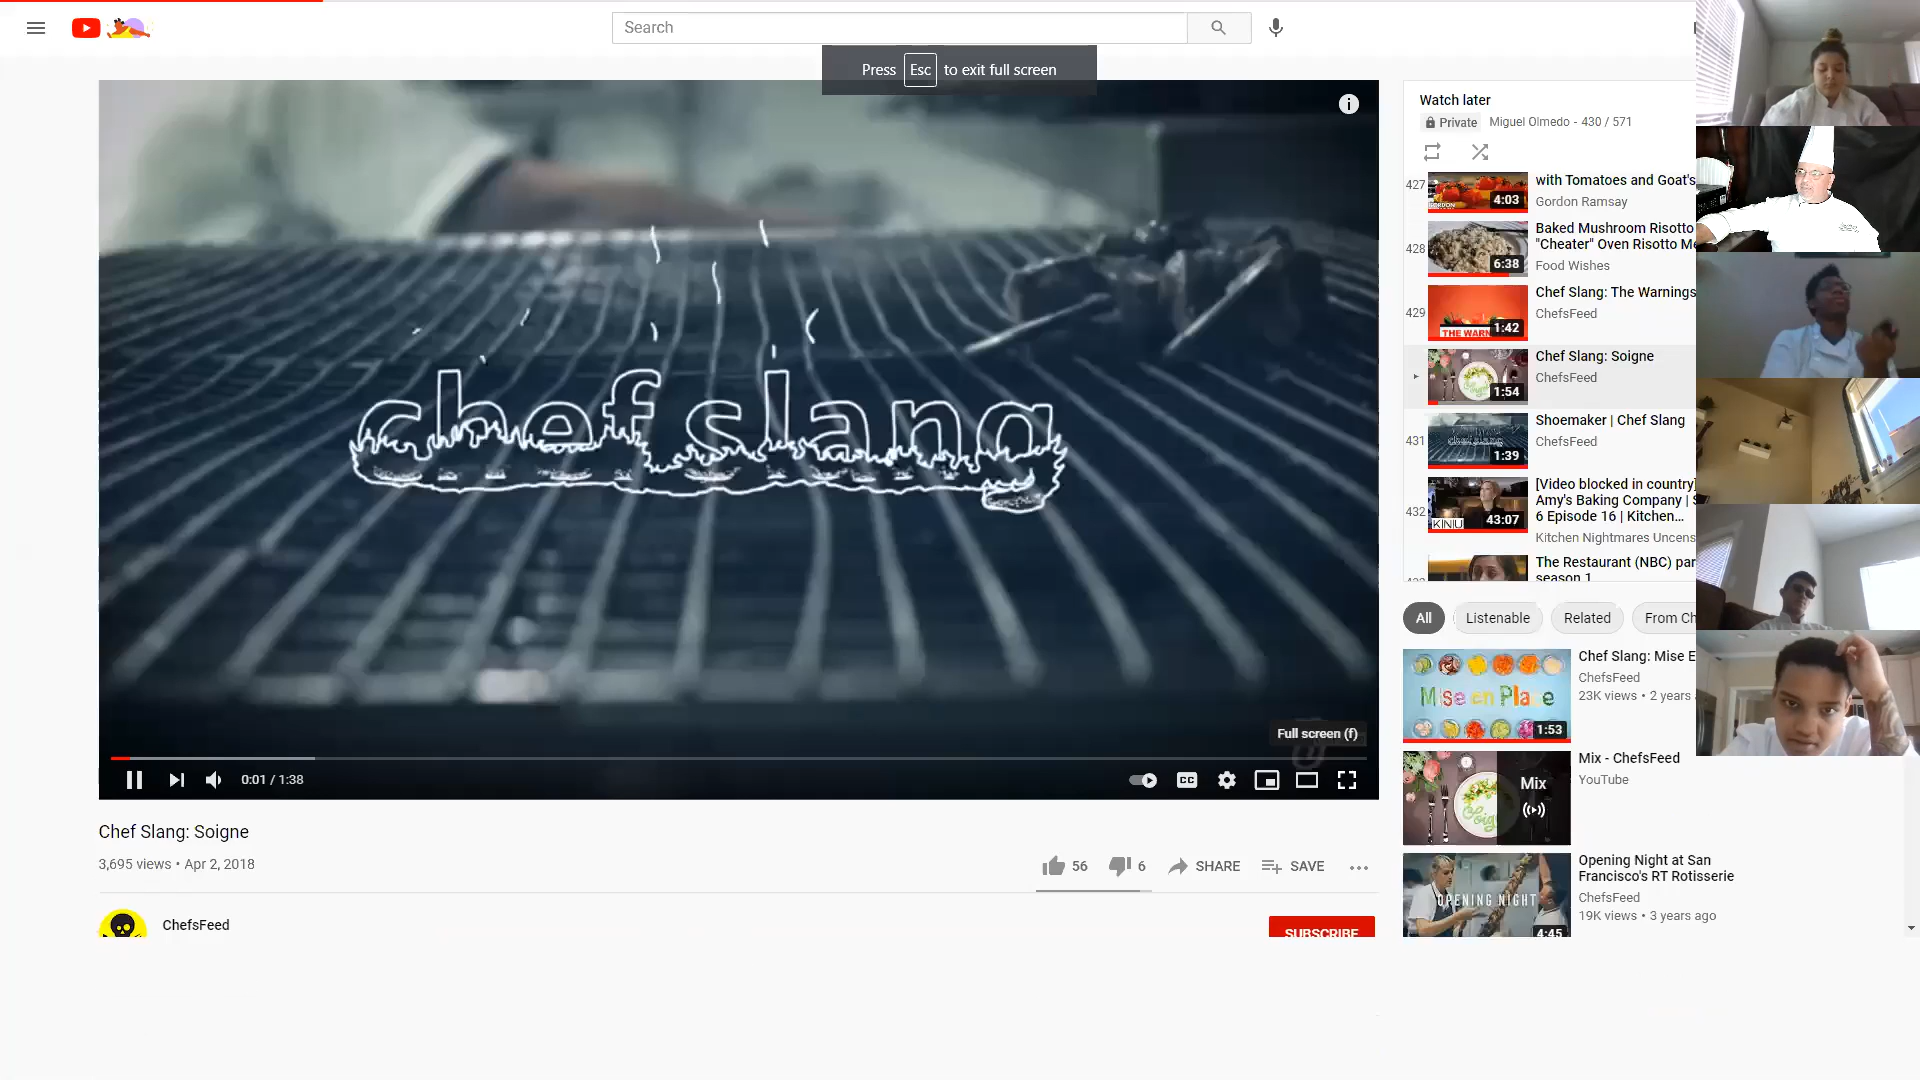 Search
Press Esc to exit full screen
chef slang
Full screen (f)
0:01 / 1:38
CC
Chef Slang: Soigne
3,695 views • Apr 2, 2018
56
6
SHARE
SAVE
ChefsFeed
SUBSCRIBE
Watch later
Private
Miguel Olmedo - 430 / 571
427
4:03
with Tomatoes and Goat's
Gordon Ramsay
428
6:38
Baked Mushroom Risotto
"Cheater" Oven Risotto Me
Food Wishes
429
THE WARN
1:42
Chef Slang: The Warnings
ChefsFeed
1:54
Chef Slang: Soigne
ChefsFeed
431
chef slang
1:39
Shoemaker | Chef Slang
ChefsFeed
432
KINU
43:07
[Video blocked in country]
Amy's Baking Company | S
6 Episode 16 | Kitchen...
Kitchen Nightmares Uncens
The Restaurant (NBC) par
season 1
All
Listenable
Related
From Ch
Mise en Place
1:53
Chef Slang: Mise E
ChefsFeed
23K views • 2 years
Mix
Mix - ChefsFeed
YouTube
OPENING NIGHT
4:45
Opening Night at San
Francisco's RT Rotisserie
ChefsFeed
19K views • 3 years ago